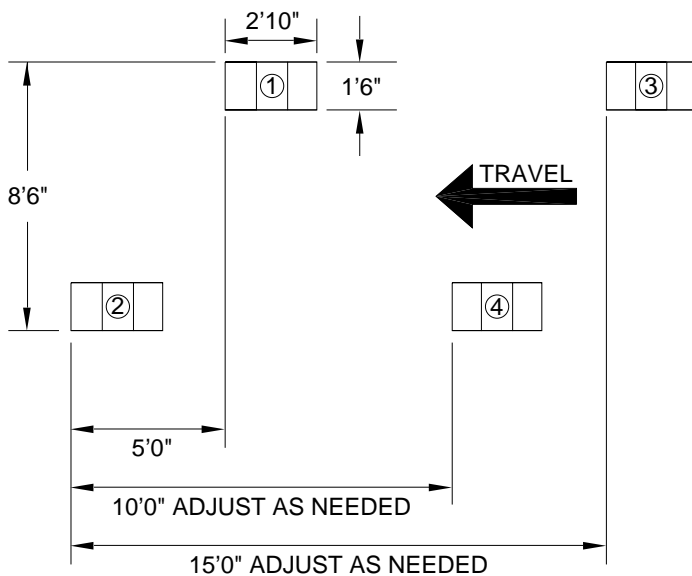 2'10"
①
1'6"
③
TRAVEL
8'6"
②
④
5'0"
10'0" ADJUST AS NEEDED
15'0" ADJUST AS NEEDED